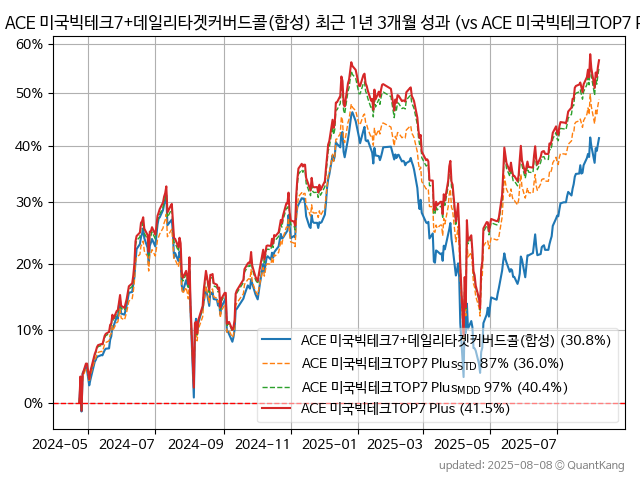 ACE 미국빅테크7+데일리타겟커버드콜(합성) 최근 1년 3개월 성과 (vs ACE 미국빅테크TOP7 P
60%
50%
40%
30%
20%
10%
0%
ACE 미국빅테크7+데일리타겟커버드콜(합성) (30.8%)
ACE 미국빅테크TOP7 PlusSTD 87% (36.0%)
ACE 미국빅테크TOP7 PlusMDD 97% (40.4%)
ACE 미국빅테크TOP7 Plus (41.5%)
2024-05 2024-07 2024-09 2024-11 2025-01 2025-03 2025-05 2025-07
updated: 2025-08-08 © QuantKang